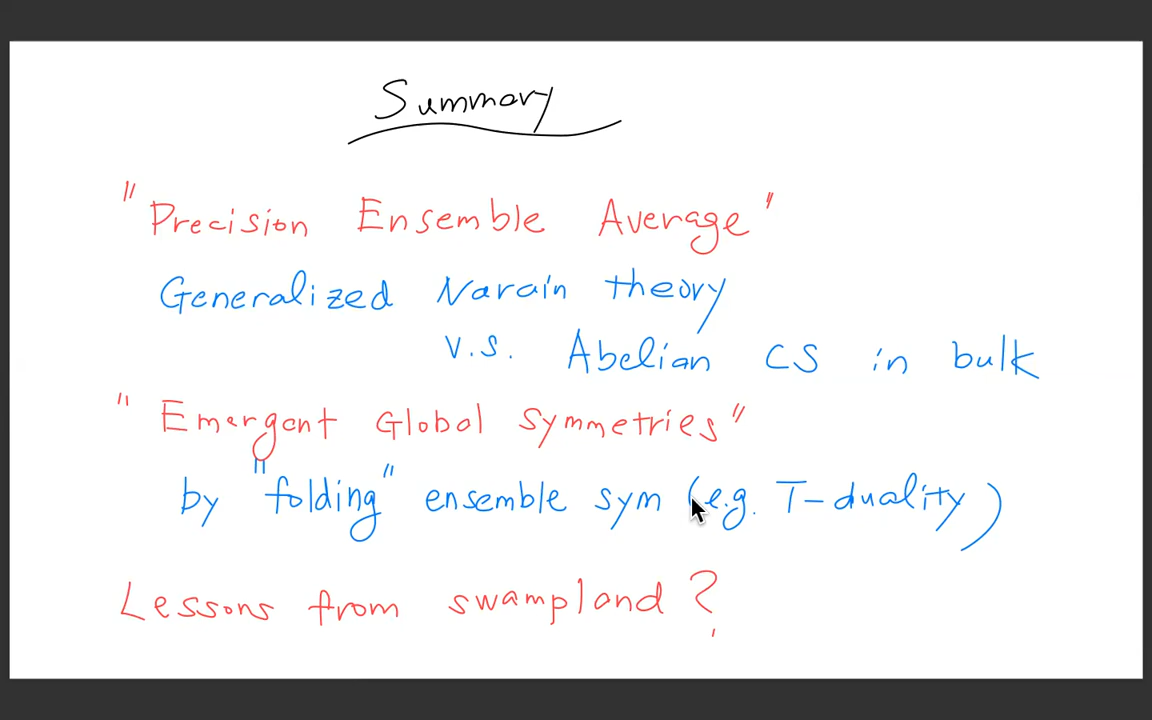 Summary
"Precision Ensemble Average"
Generalized Narain theory
v.s. Abelian CS in bulk
"Emergent Global Symmetries"
by "folding" ensemble sym (e.g. T-duality)
Lessons from swampland?